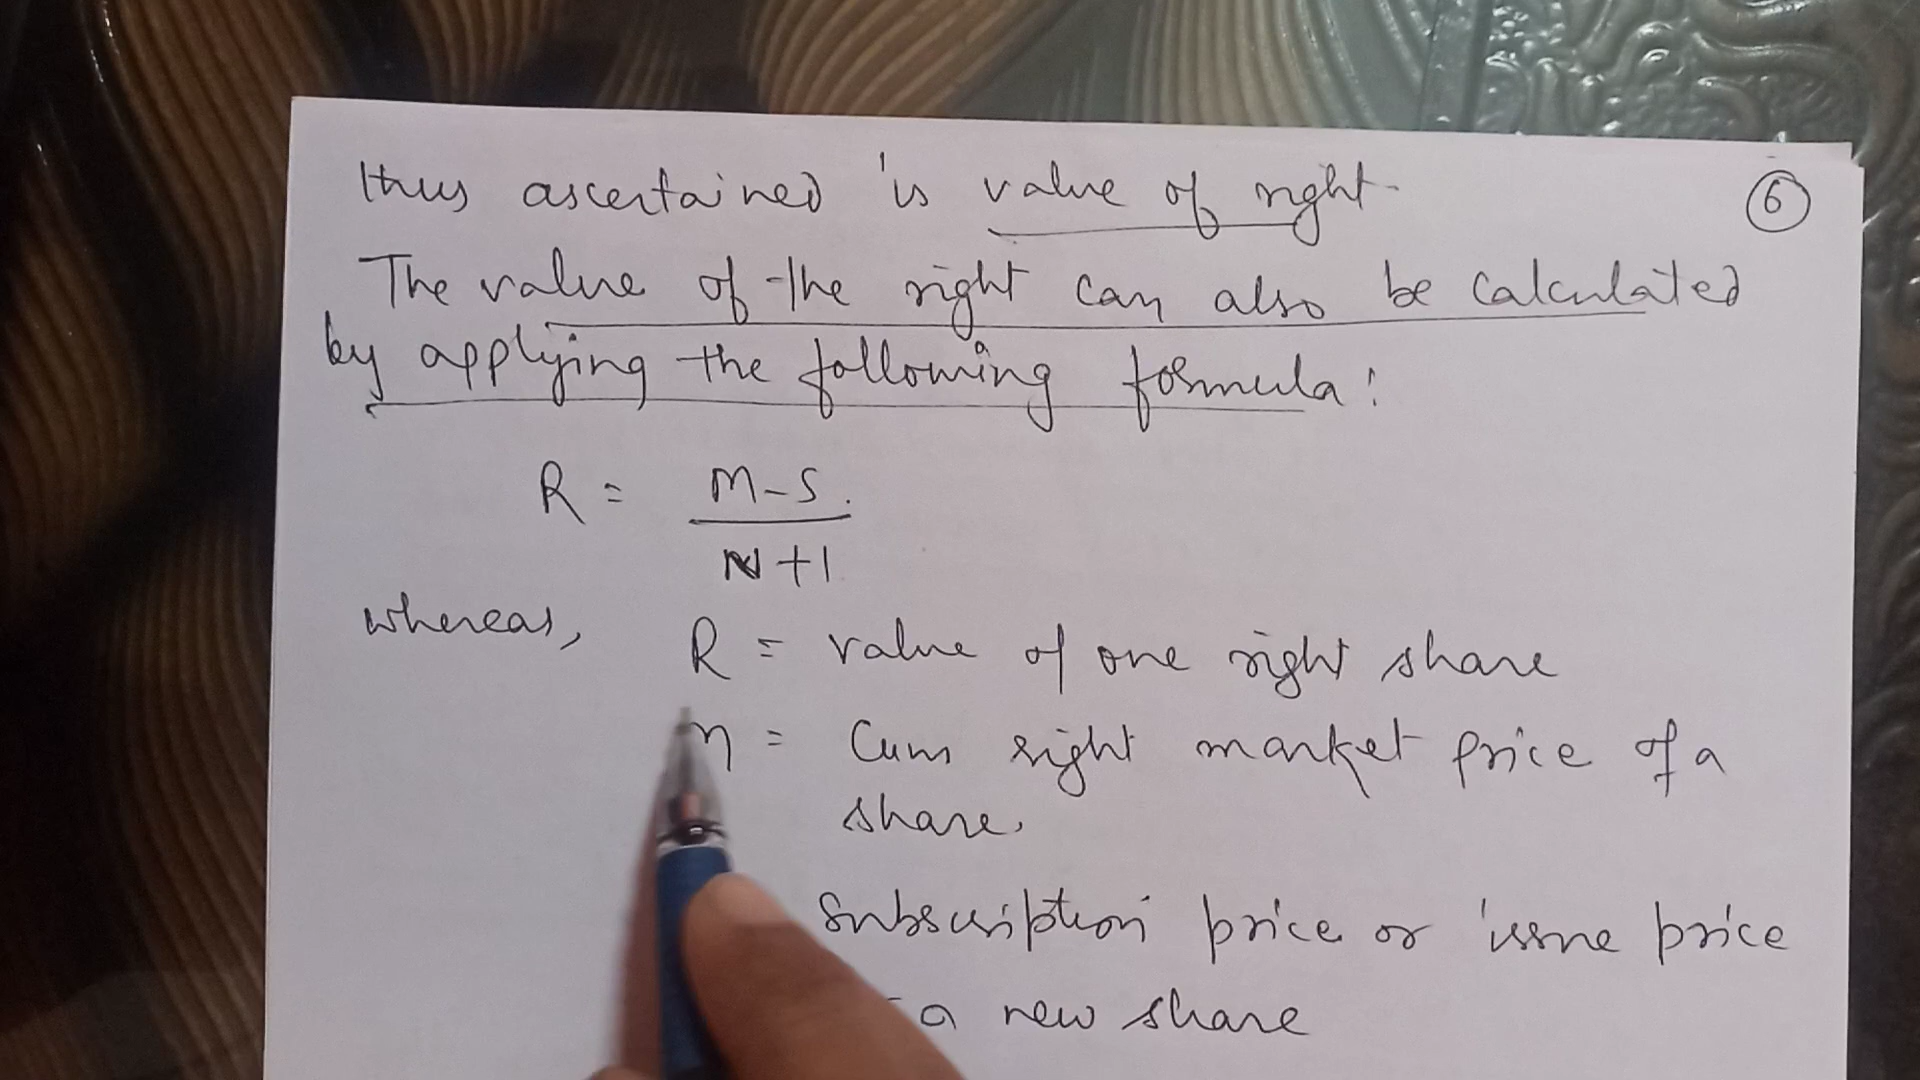 thus ascertained is value of right.
6
The value of the right can also be calculated
by applying the following formula:
R = M-S.
N+1
whereas, R = value of one right share
M = Cum right market price of a
share.
Subscription price or issue price
a new share